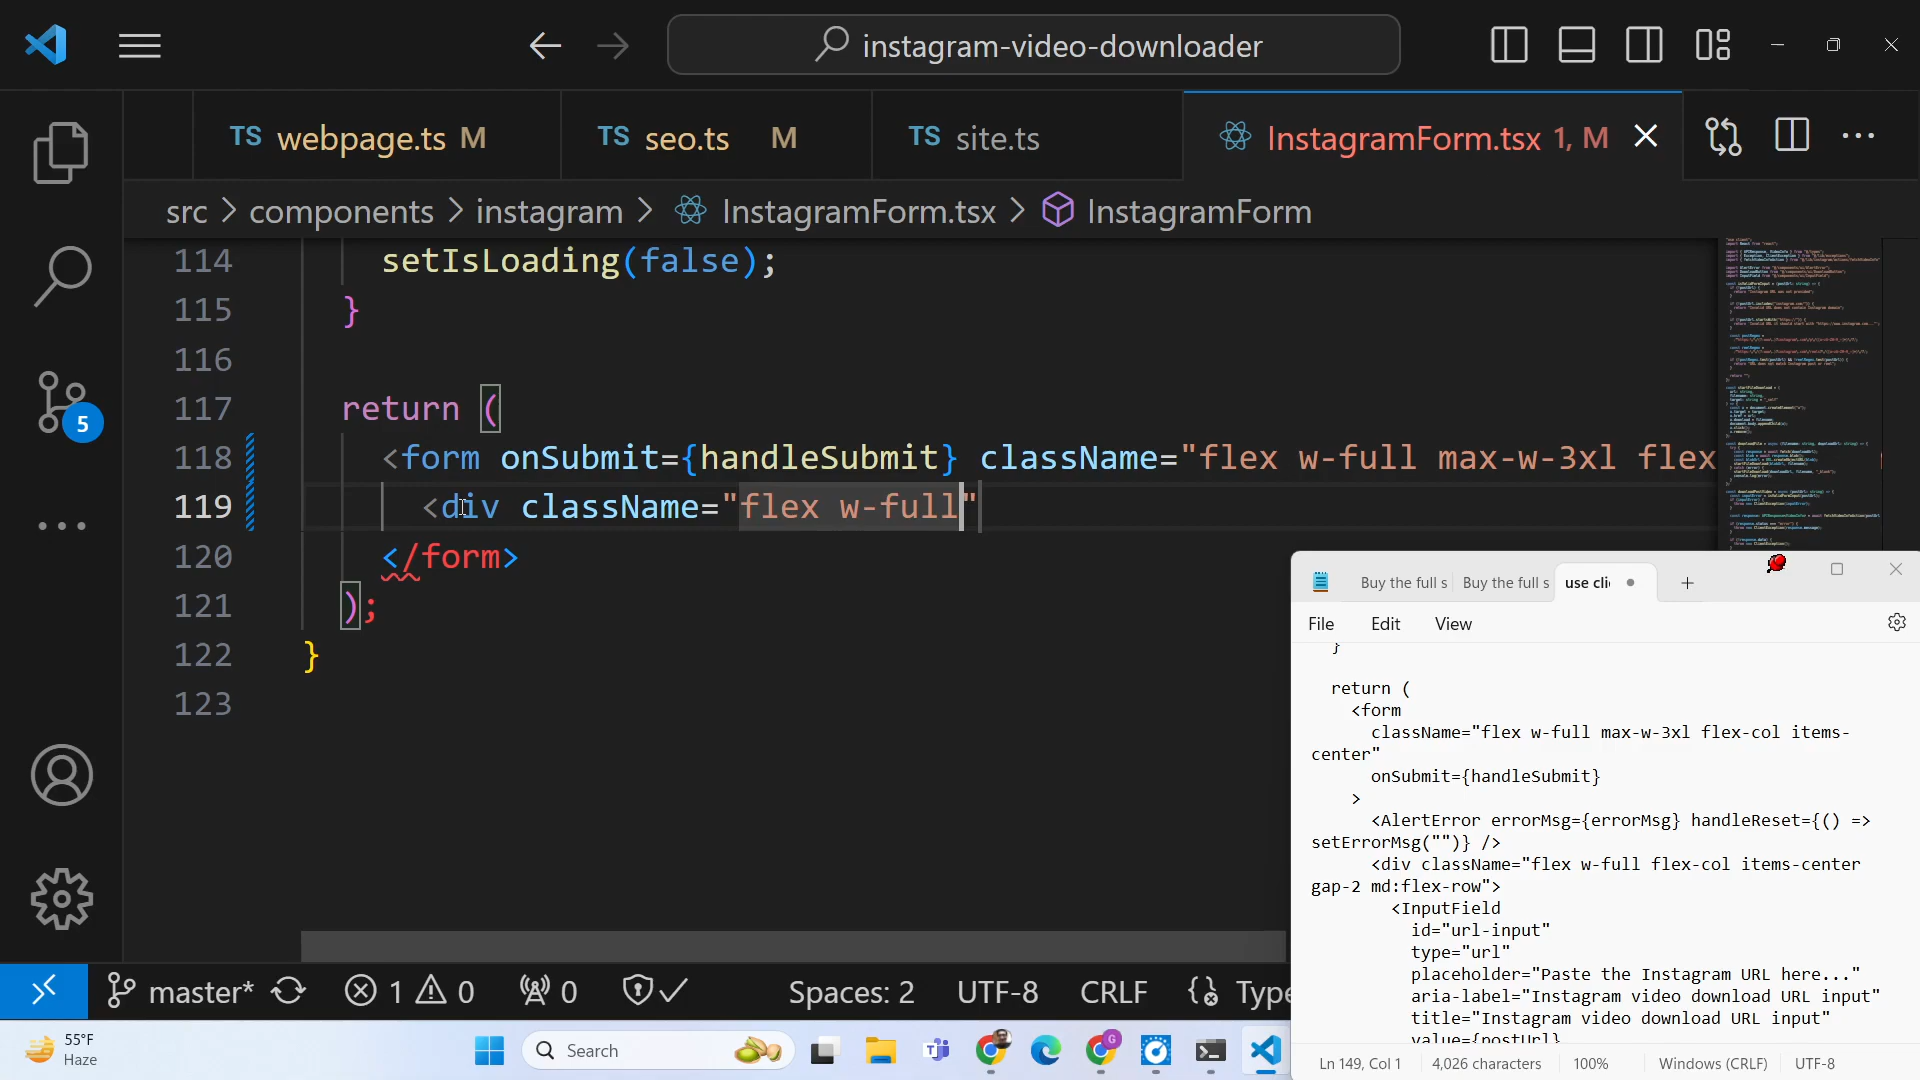 instagram-video-downloader
TS webpage.ts M
TS seo.ts M
TS site.ts
InstagramForm.tsx 1, M
src > components > instagram > InstagramForm.tsx > InstagramForm
114 setIsLoading(false);
115 }
116
117 return (
118 <form onSubmit={handleSubmit} className="flex w-full max-w-3xl flex
119 <div className="flex w-full"
120 </form>
121 );
122 }
123
5
Buy the full s
Buy the full s
use cli
File Edit View
}
return (
<form
className="flex w-full max-w-3xl flex-col items-
center"
onSubmit={handleSubmit}
>
<AlertError errorMsg={errorMsg} handleReset={() =>
setErrorMsg("")} />
<div className="flex w-full flex-col items-center
gap-2 md:flex-row">
<InputField
id="url-input"
type="url"
placeholder="Paste the Instagram URL here..."
aria-label="Instagram video download URL input"
title="Instagram video download URL input"
value={postUrl}
Ln 149, Col 1 4,026 characters 100% Windows (CRLF) UTF-8
master* 1 0 0 Spaces: 2 UTF-8 CRLF Type
55°F
Haze
Search